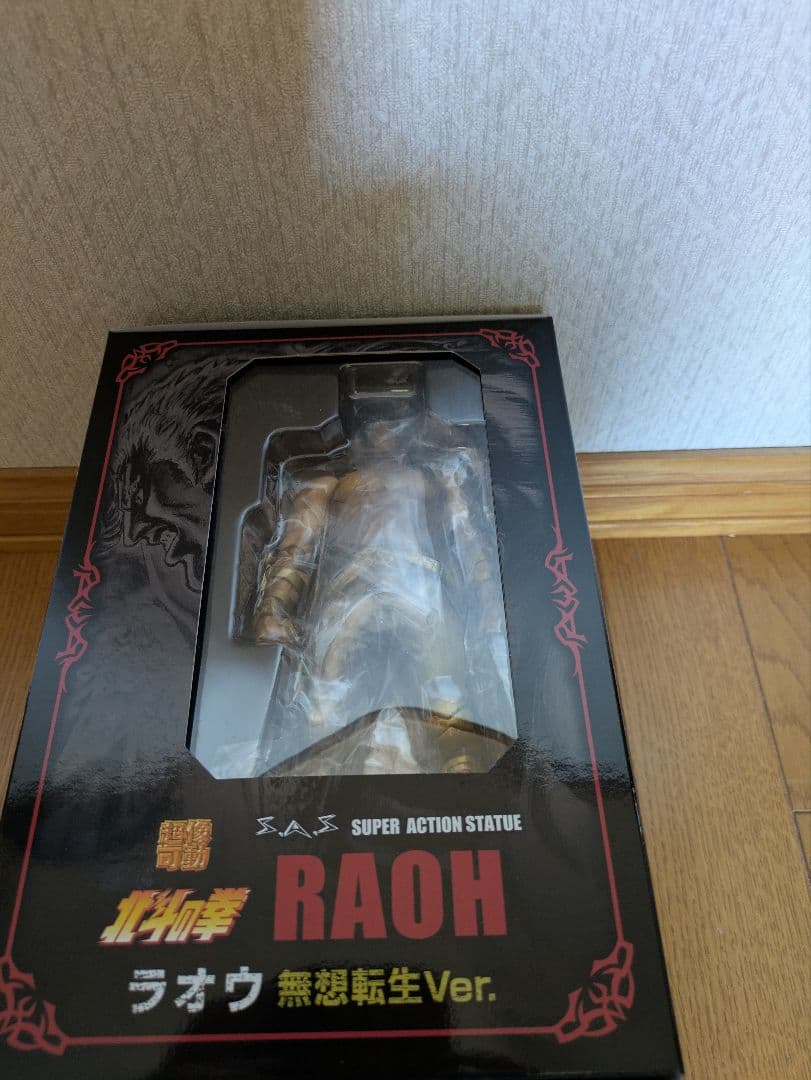 S.A.S SUPER ACTION STATUE
超像
可動
RAOH
北斗の拳
ラオウ 無想転生Ver.